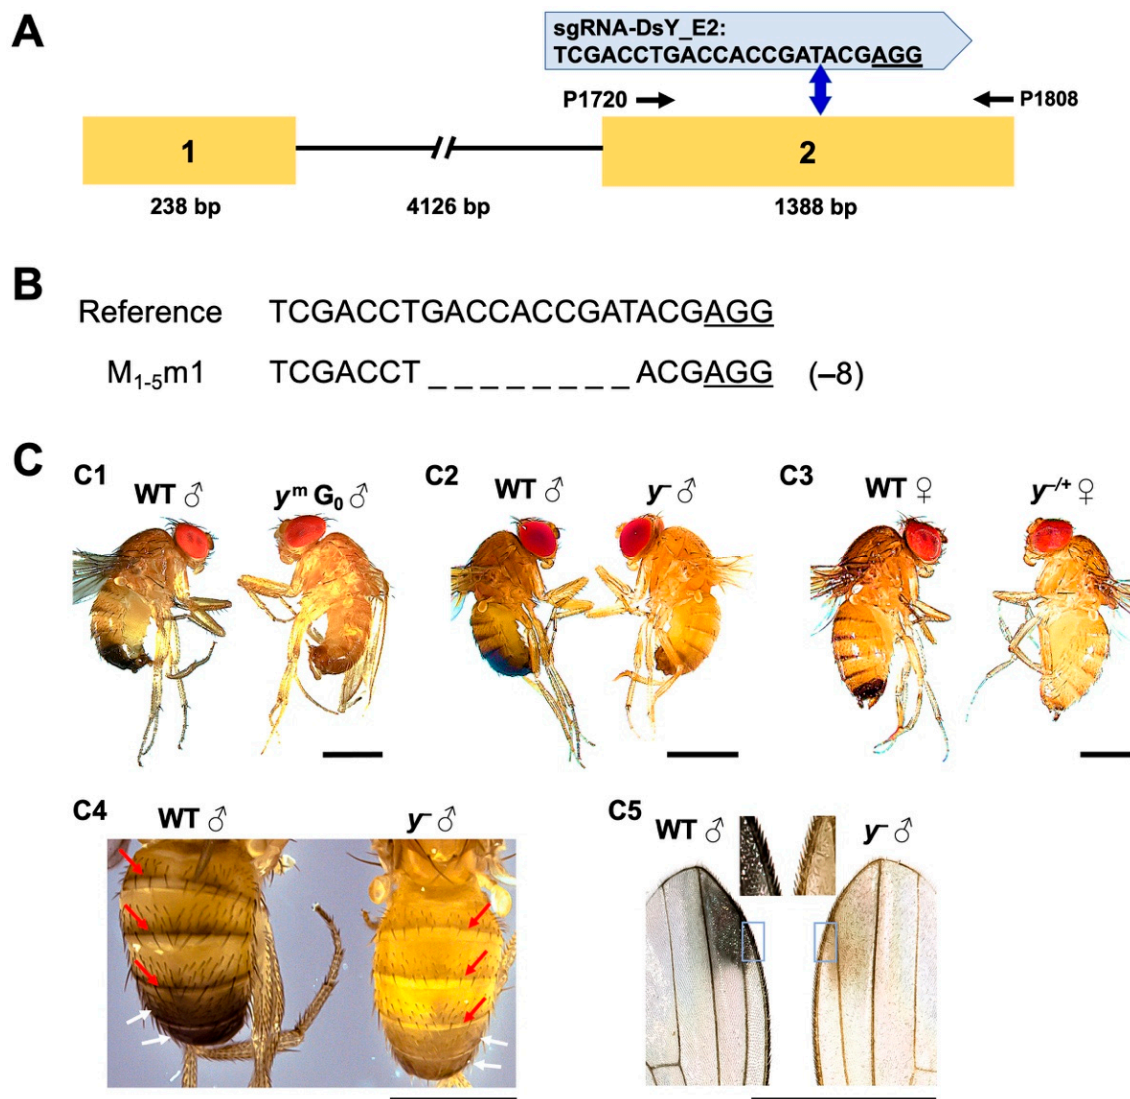 A
sgRNA-DsY_E2:
TCGACCTGACCACCGATACGAGG
P1720
P1808
1
2
238 bp
4126 bp
1388 bp
B
Reference TCGACCTGACCACCGATACGAGG
M1-5m1 TCGACCT _ _ _ _ _ _ _ _ ACGAGG (–8)
C
C1
WT ♂
yᵐ G₀ ♂
C2
WT ♂
y⁻ ♂
C3
WT ♀
y⁻/⁺ ♀
C4
WT ♂
y⁻ ♂
C5
WT ♂
y⁻ ♂